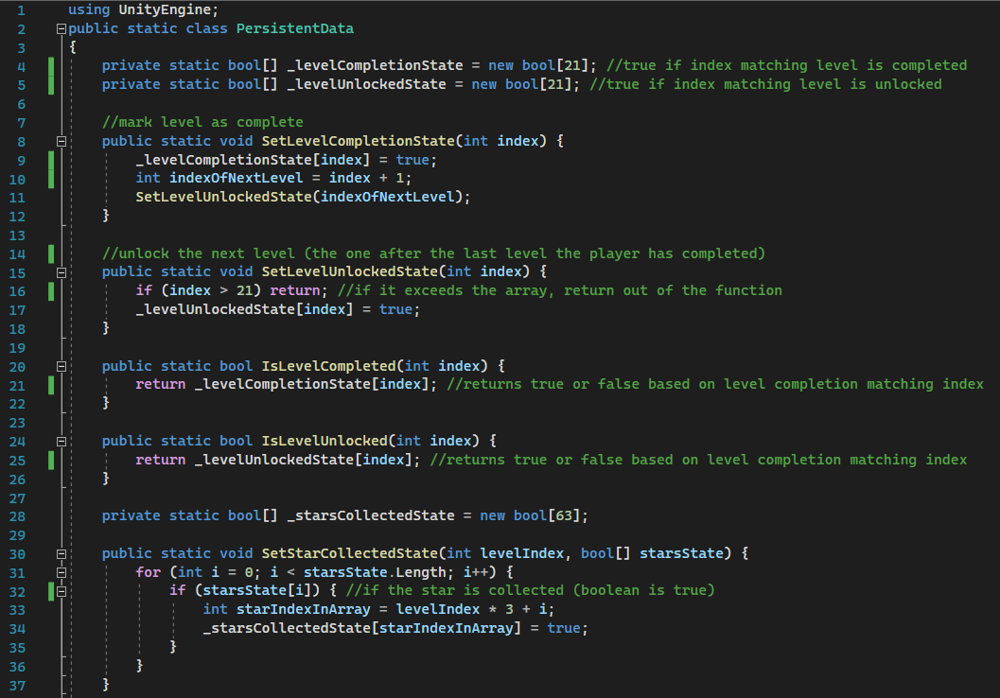 1 using UnityEngine;
2 public static class PersistentData
3 {
4 private static bool[] _levelCompletionState = new bool[21]; //true if index matching level is completed
5 private static bool[] _levelUnlockedState = new bool[21]; //true if index matching level is unlocked
6
7 //mark level as complete
8 public static void SetLevelCompletionState(int index) {
9 _levelCompletionState[index] = true;
10 int indexOfNextLevel = index + 1;
11 SetLevelUnlockedState(indexOfNextLevel);
12 }
13
14 //unlock the next level (the one after the last level the player has completed)
15 public static void SetLevelUnlockedState(int index) {
16 if (index > 21) return; //if it exceeds the array, return out of the function
17 _levelUnlockedState[index] = true;
18 }
19
20 public static bool IsLevelCompleted(int index) {
21 return _levelCompletionState[index]; //returns true or false based on level completion matching index
22 }
23
24 public static bool IsLevelUnlocked(int index) {
25 return _levelUnlockedState[index]; //returns true or false based on level completion matching index
26 }
27
28 private static bool[] _starsCollectedState = new bool[63];
29
30 public static void SetStarCollectedState(int levelIndex, bool[] starsState) {
31 for (int i = 0; i < starsState.Length; i++) {
32 if (starsState[i]) { //if the star is collected (boolean is true)
33 int starIndexInArray = levelIndex * 3 + i;
34 _starsCollectedState[starIndexInArray] = true;
35 }
36 }
37 }